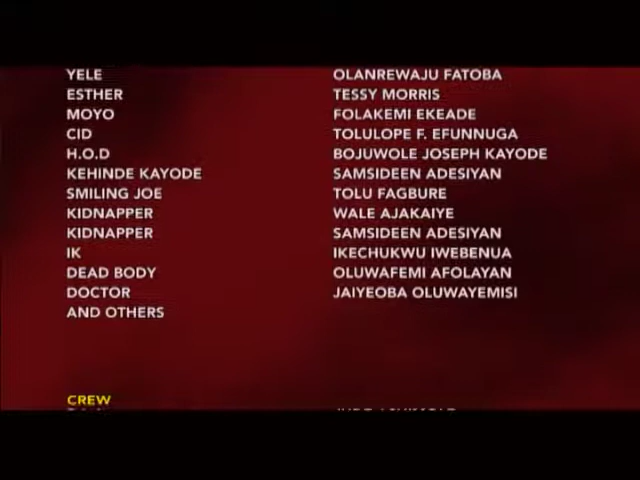 YELE OLANREWAJU FATOBA
ESTHER TESSY MORRIS
MOYO FOLAKEMI EKEADE
CID TOLULOPE F. EFUNNUGA
H.O.D BOJUWOLE JOSEPH KAYODE
KEHINDE KAYODE SAMSIDEEN ADESIYAN
SMILING JOE TOLU FAGBURE
KIDNAPPER WALE AJAKAIYE
KIDNAPPER SAMSIDEEN ADESIYAN
IK IKECHUKWU IWEBENUA
DEAD BODY OLUWAFEMI AFOLAYAN
DOCTOR JAIYEOBA OLUWAYEMISI
AND OTHERS
CREW